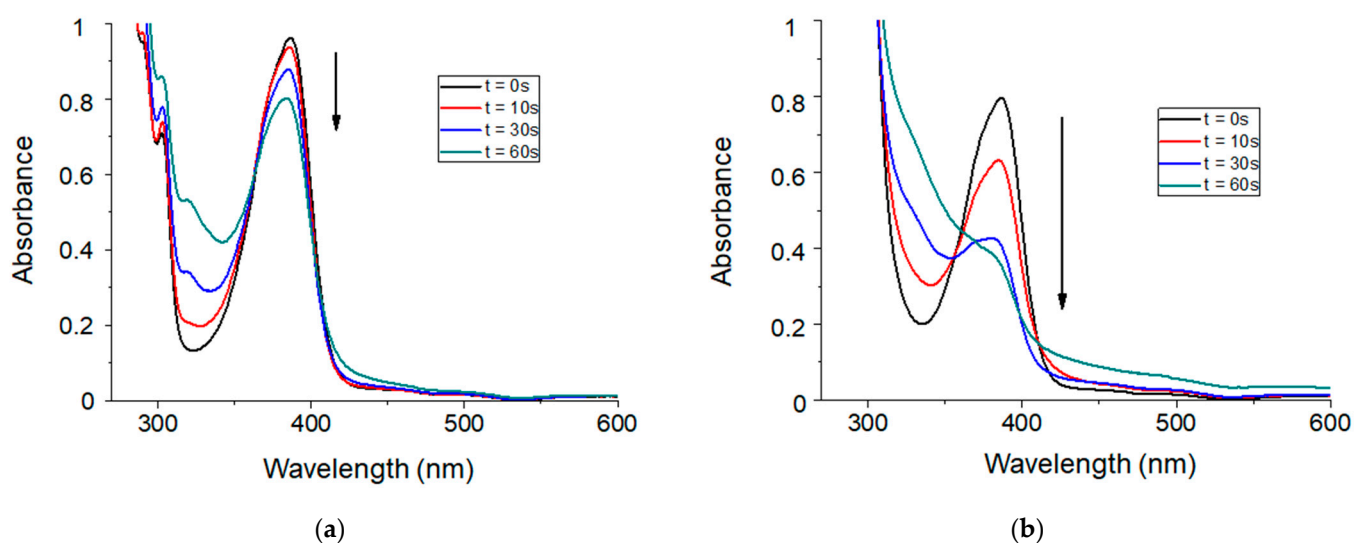 1
0.8
0.6
0.4
0.2
0
Absorbance
300
400
500
600
Wavelength (nm)
t = 0s
t = 10s
t = 30s
t = 60s
(a)
1
0.8
0.6
0.4
0.2
0
Absorbance
300
400
500
600
Wavelength (nm)
t = 0s
t = 10s
t = 30s
t = 60s
(b)